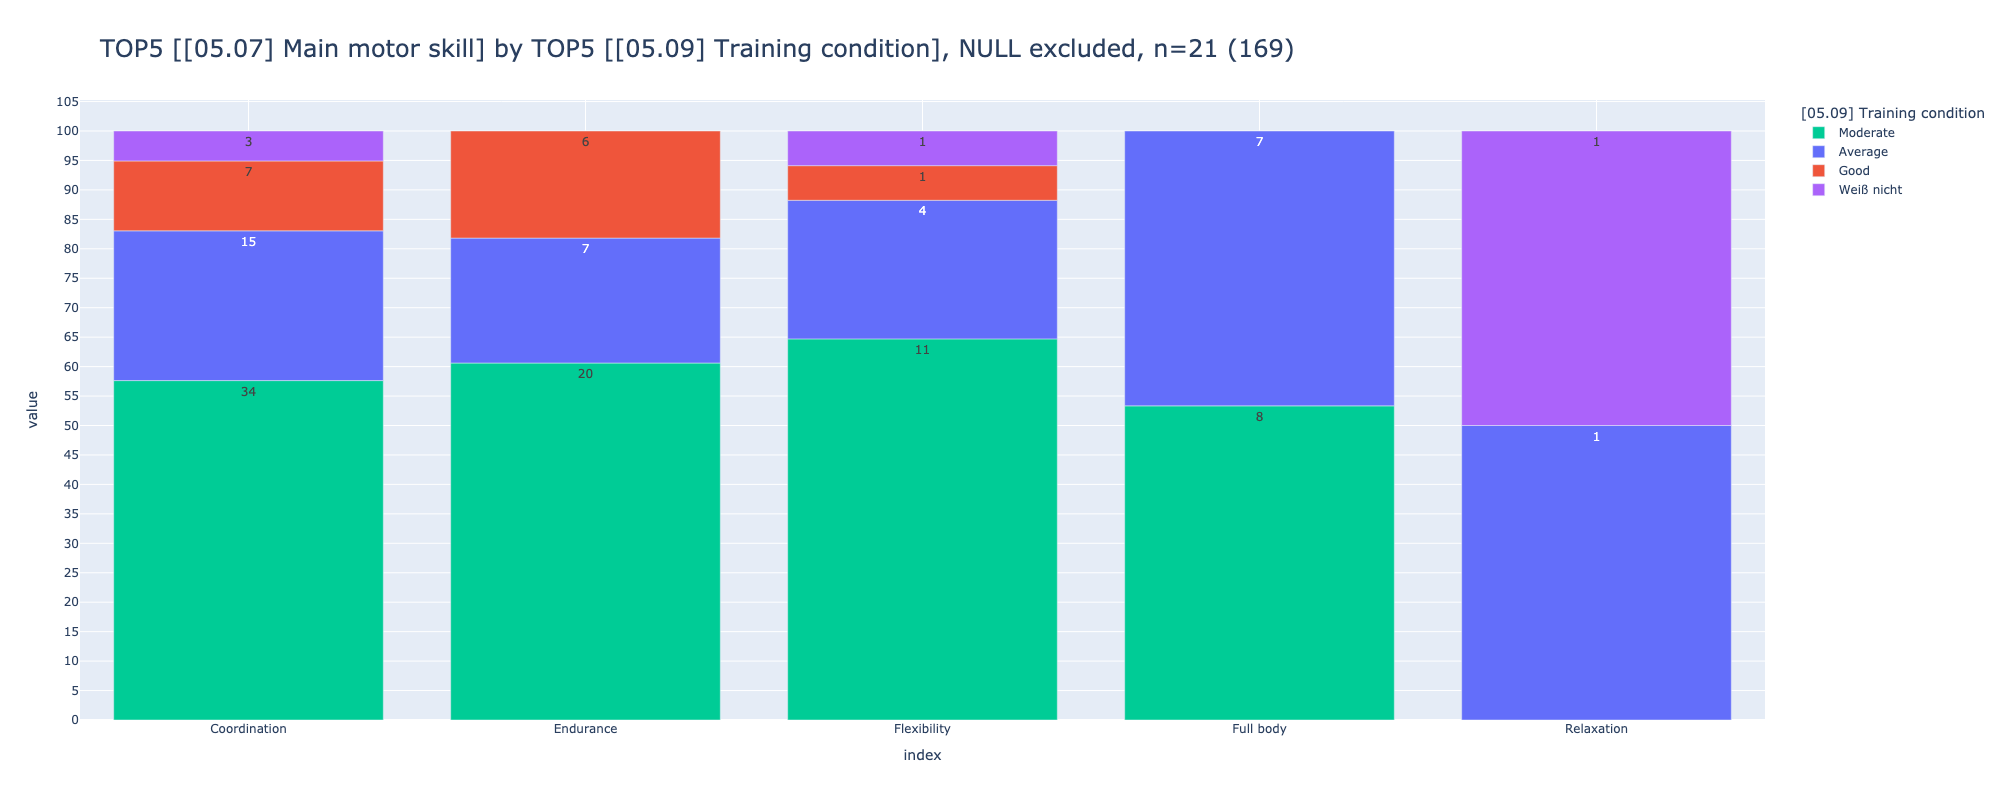 TOP5 [[05.07] Main motor skill] by TOP5 [[05.09] Training condition], NULL excluded, n=21 (169)
[05.09] Training condition
Moderate
Average
Good
Weiß nicht
value
105
100
95
90
85
80
75
70
65
60
55
50
45
40
35
30
25
20
15
10
5
0
3
7
15
34
6
7
20
1
1
4
11
7
8
1
1
Coordination
Endurance
Flexibility
Full body
Relaxation
index